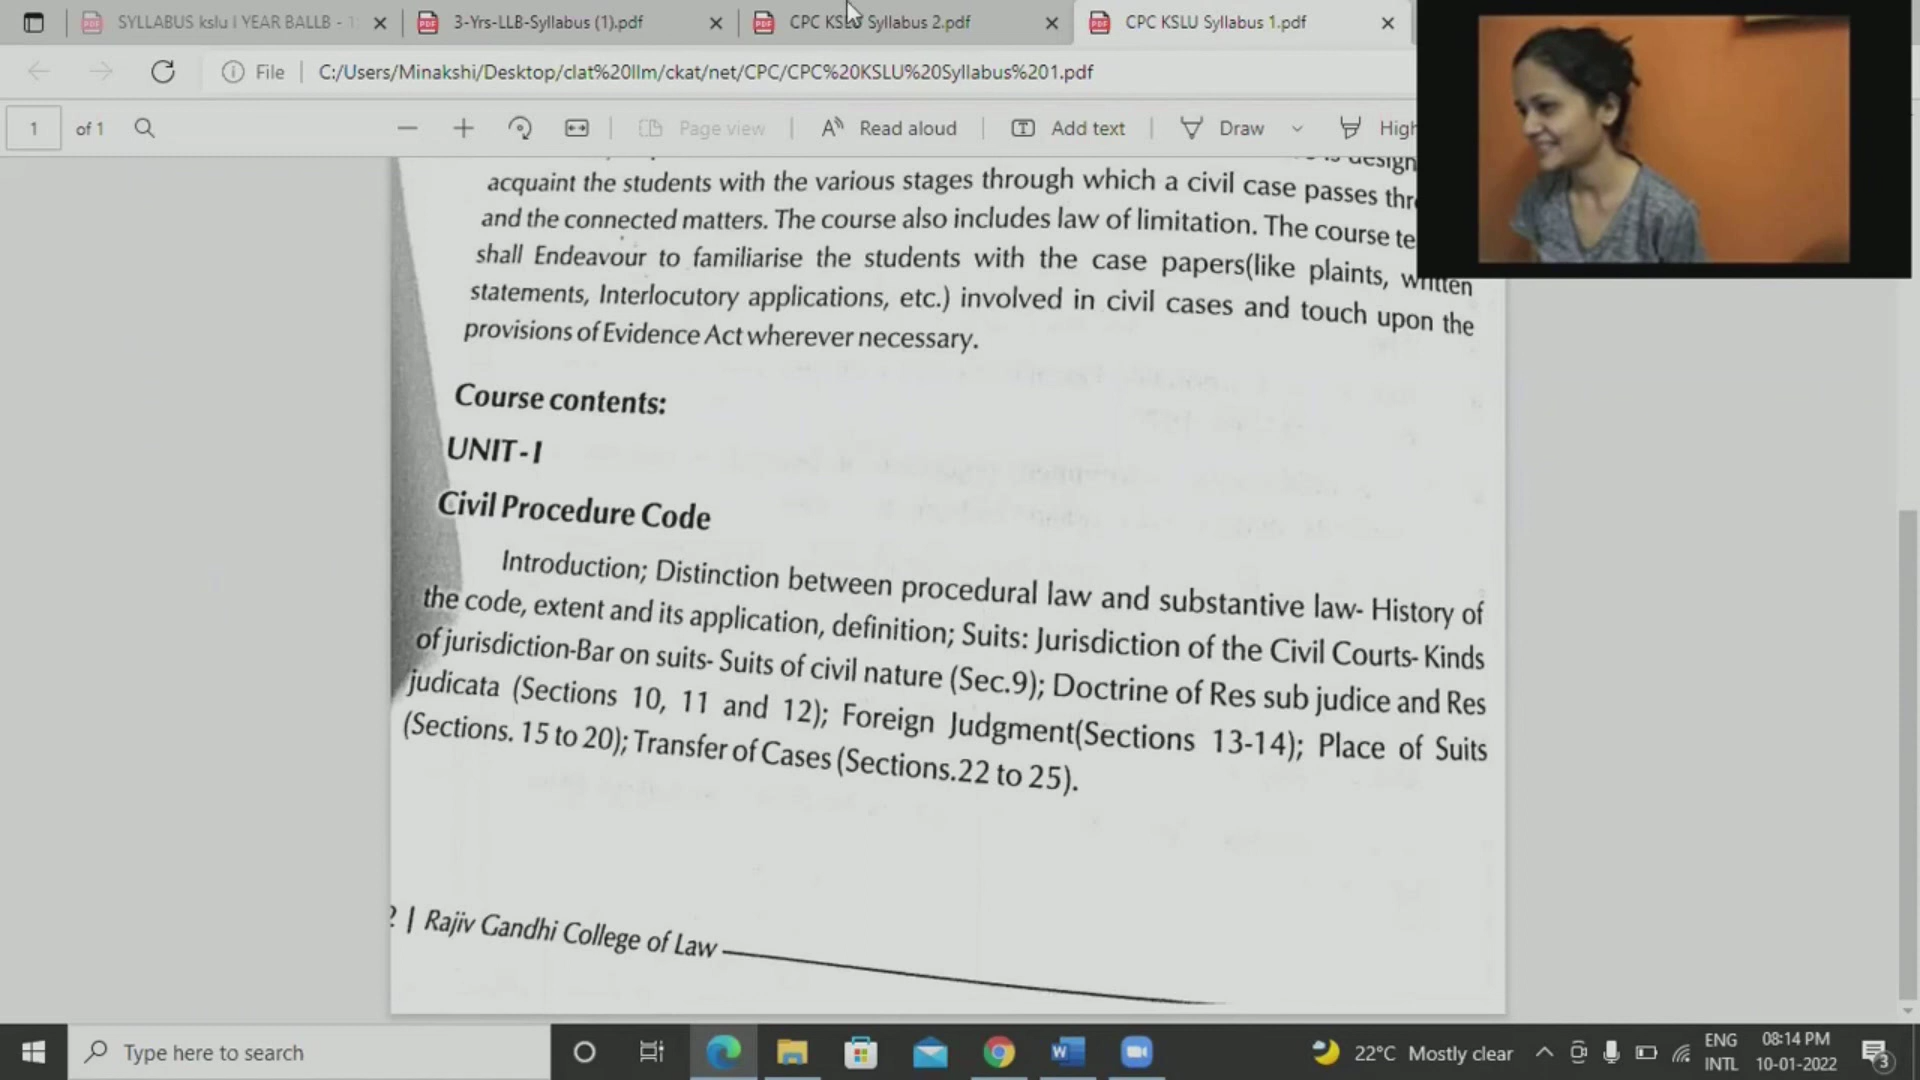 SYLLABUS kslu I YEAR BALLB - 1
3-Yrs-LLB-Syllabus (1).pdf
CPC KSLU Syllabus 2.pdf
CPC KSLU Syllabus 1.pdf
File
C:/Users/Minakshi/Desktop/clat%20llm/ckat/net/CPC/CPC%20KSLU%20Syllabus%201.pdf
1 of 1
Page view
Read aloud
Add text
Draw
High
is design
acquaint the students with the various stages through which a civil case passes thr
and the connected matters. The course also includes law of limitation. The course te
shall Endeavour to familiarise the students with the case papers(like plaints, written
statements, Interlocutory applications, etc.) involved in civil cases and touch upon the
provisions of Evidence Act wherever necessary.
Course contents:
UNIT-I
Civil Procedure Code
Introduction; Distinction between procedural law and substantive law- History of
the code, extent and its application, definition; Suits: Jurisdiction of the Civil Courts- Kinds
of jurisdiction-Bar on suits- Suits of civil nature (Sec.9); Doctrine of Res sub judice and Res
judicata (Sections 10, 11 and 12); Foreign Judgment(Sections 13-14); Place of Suits
(Sections. 15 to 20); Transfer of Cases (Sections.22 to 25).
2 | Rajiv Gandhi College of Law
Type here to search
22°C Mostly clear
ENG
INTL
08:14 PM
10-01-2022
3